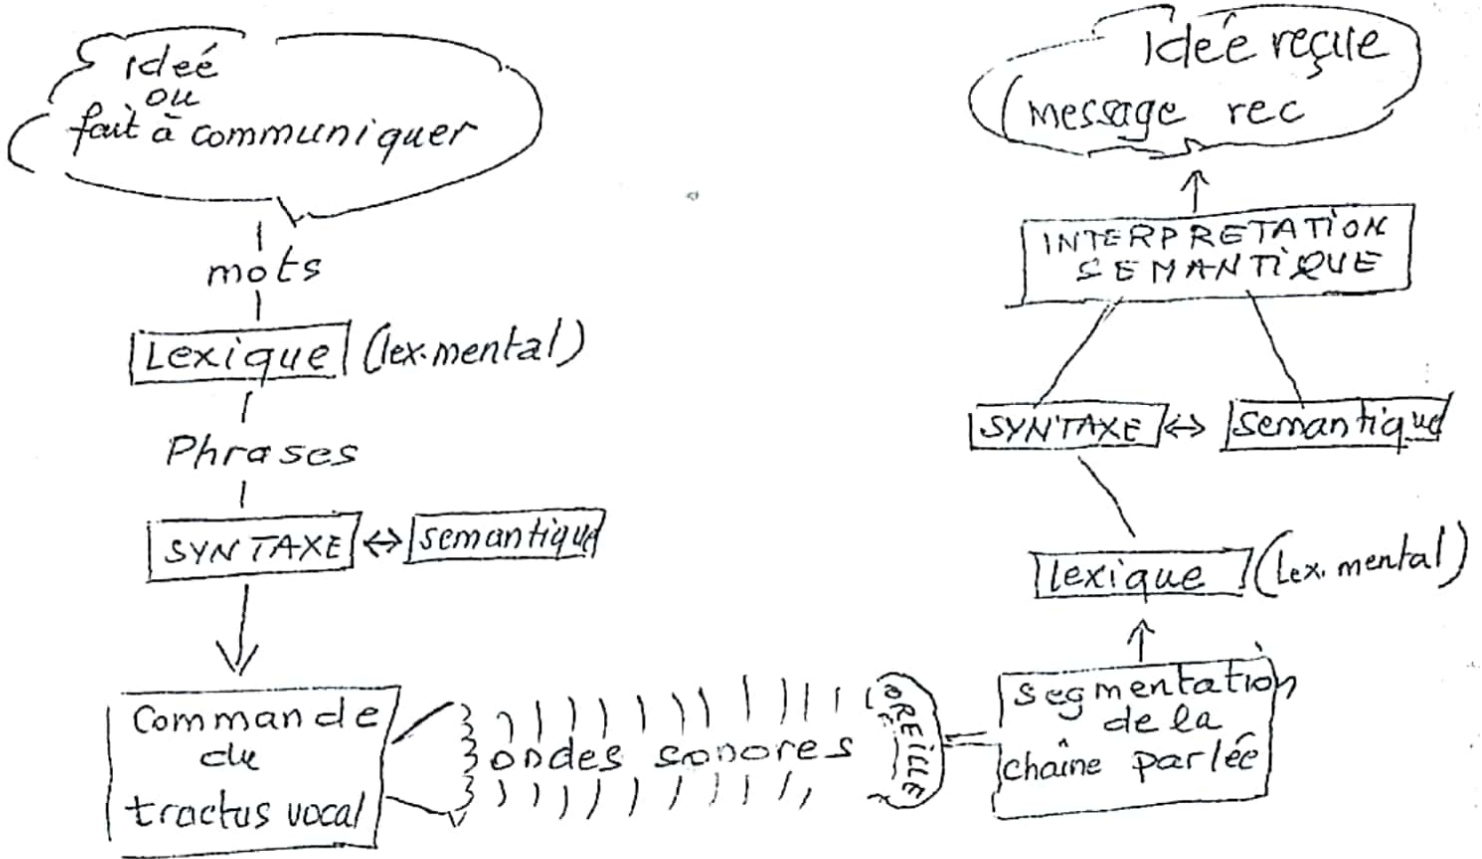 ideé
ou
fait à communiquer
mots
Lexique (lex.mental)
Phrases
SYNTAXE ↔ semantique
Commande
du
tractus vocal
ondes sonores
OREILLE
segmentation
de la
chaîne parlée
lexique (Lex. mental)
SYNTAXE ↔ semantique
INTERPRETATION
SEMANTIQUE
Idée reçue
(message rec